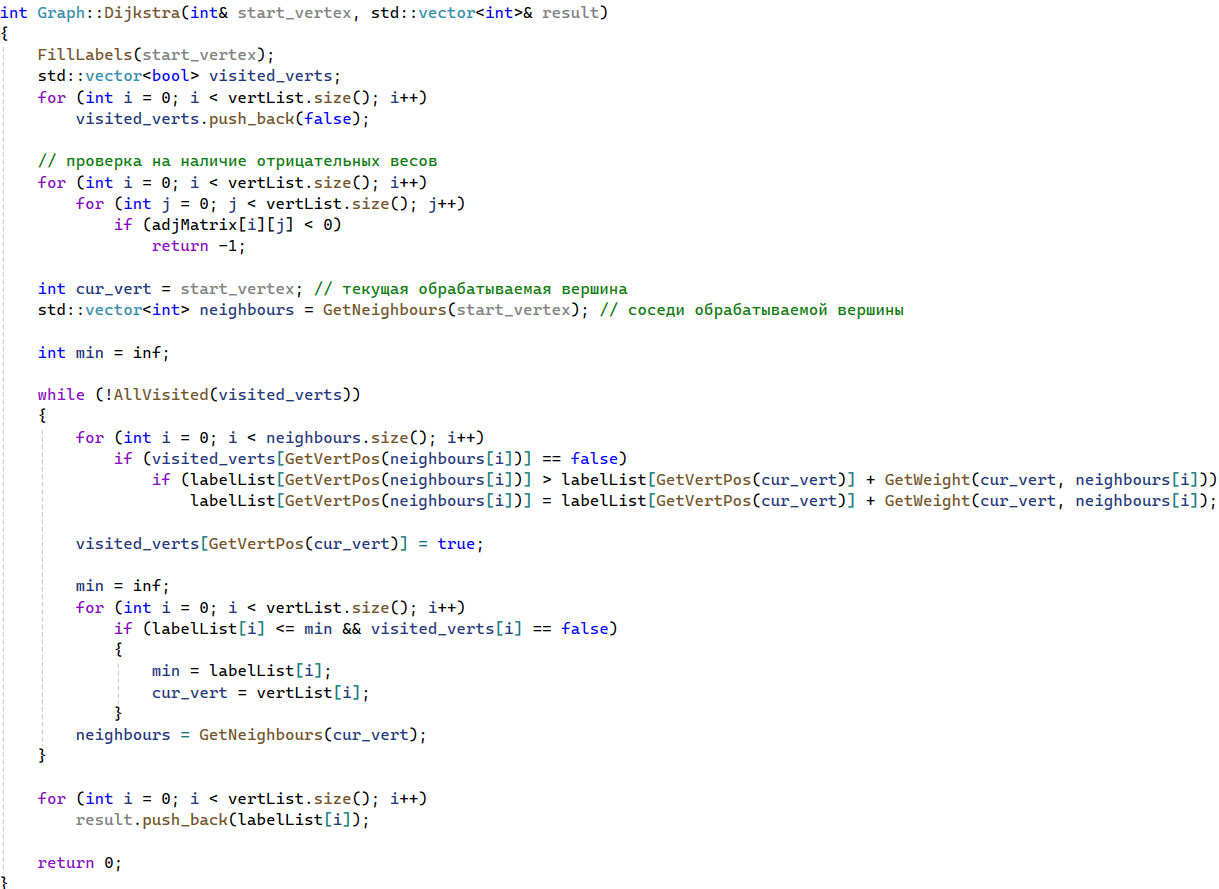 int Graph::Dijkstra(int& start_vertex, std::vector<int>& result)
{
    FillLabels(start_vertex);
    std::vector<bool> visited_verts;
    for (int i = 0; i < vertList.size(); i++)
        visited_verts.push_back(false);

    // проверка на наличие отрицательных весов
    for (int i = 0; i < vertList.size(); i++)
        for (int j = 0; j < vertList.size(); j++)
            if (adjMatrix[i][j] < 0)
                return -1;

    int cur_vert = start_vertex; // текущая обрабатываемая вершина
    std::vector<int> neighbours = GetNeighbours(start_vertex); // соседи обрабатываемой вершины

    int min = inf;

    while (!AllVisited(visited_verts))
    {
        for (int i = 0; i < neighbours.size(); i++)
            if (visited_verts[GetVertPos(neighbours[i])] == false)
                if (labelList[GetVertPos(neighbours[i])] > labelList[GetVertPos(cur_vert)] + GetWeight(cur_vert, neighbours[i]))
                    labelList[GetVertPos(neighbours[i])] = labelList[GetVertPos(cur_vert)] + GetWeight(cur_vert, neighbours[i]);

        visited_verts[GetVertPos(cur_vert)] = true;

        min = inf;
        for (int i = 0; i < vertList.size(); i++)
            if (labelList[i] <= min && visited_verts[i] == false)
            {
                min = labelList[i];
                cur_vert = vertList[i];
            }
        neighbours = GetNeighbours(cur_vert);
    }

    for (int i = 0; i < vertList.size(); i++)
        result.push_back(labelList[i]);

    return 0;
}